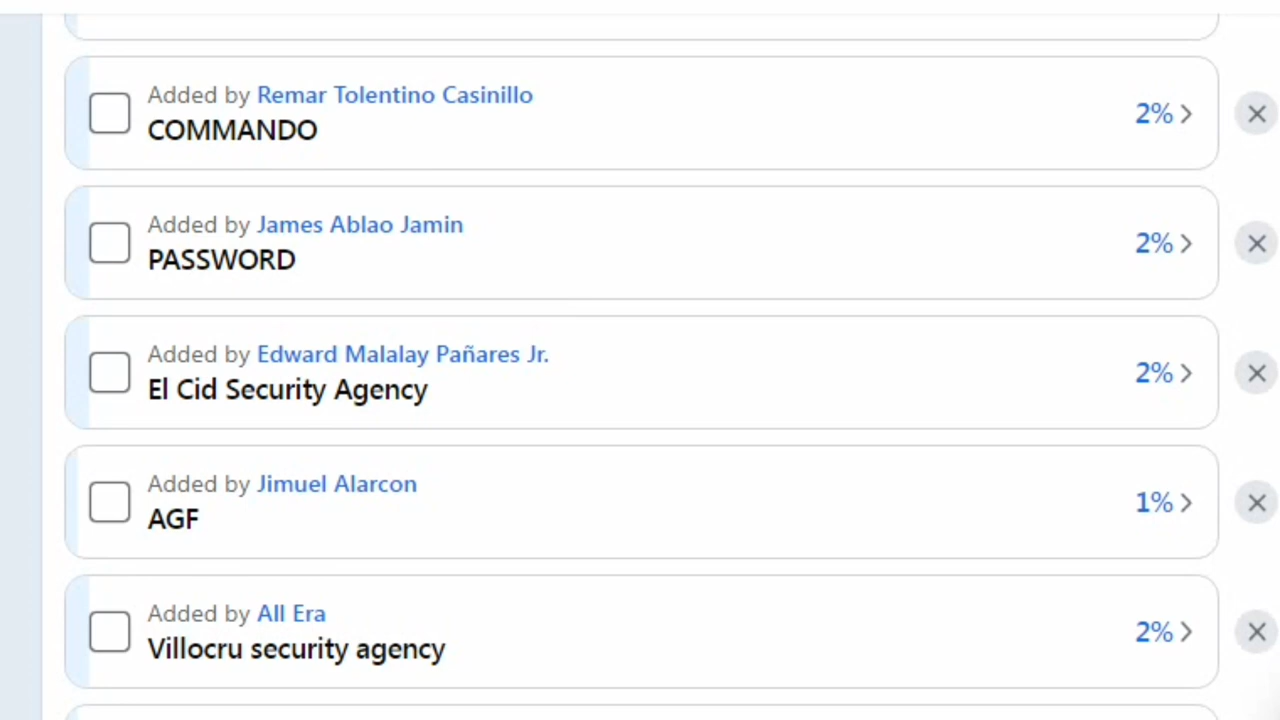 Added by Remar Tolentino Casinillo
COMMANDO
2%
Added by James Ablao Jamin
PASSWORD
2%
Added by Edward Malalay Pañares Jr.
El Cid Security Agency
2%
Added by Jimuel Alarcon
AGF
1%
Added by All Era
Villocru security agency
2%